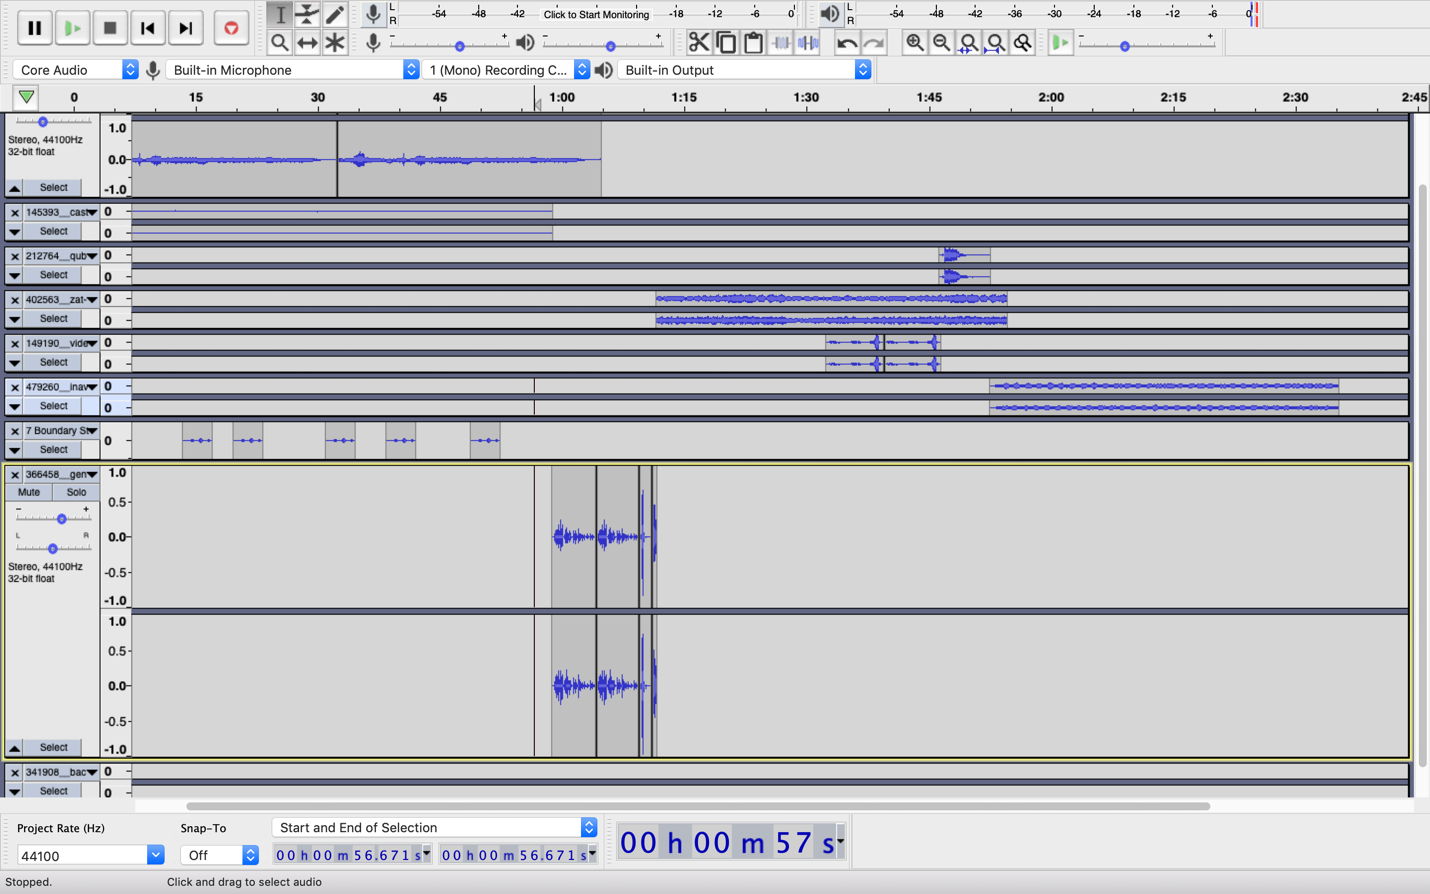 L
R
-54 -48 -42 Click to Start Monitoring -18 -12 -6 0
L
R
-54 -48 -42 -36 -30 -24 -18 -12 -6 0
- + - + - +
Core Audio Built-in Microphone 1 (Mono) Recording C... Built-in Output
0 15 30 45 1:00 1:15 1:30 1:45 2:00 2:15 2:30 2:45
Stereo, 44100Hz
32-bit float
Select
1.0
0.0
-1.0
145393__cast 0
Select 0
212764__qub 0
Select 0
402563__zat- 0
Select 0
149190__vide 0
Select 0
479260__inav 0
Select 0
7 Boundary St
Select
0
366458__gen
Mute Solo
- +
L R
Stereo, 44100Hz
32-bit float
Select
1.0
0.5-
0.0-
-0.5-
-1.0
1.0
0.5-
0.0-
-0.5-
-1.0
341908__bac 0
Select 0
Project Rate (Hz) Snap-To Start and End of Selection
44100 Off 00 h 00 m 56.671 s 00 h 00 m 56.671 s
00 h 00 m 57 s
Stopped. Click and drag to select audio